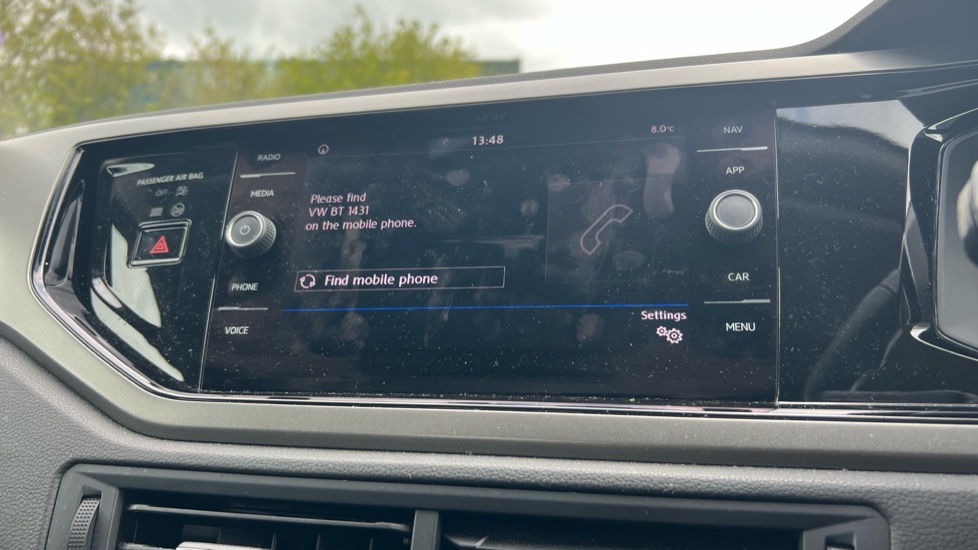 13:48
8.0°C
RADIO
MEDIA
PHONE
VOICE
PASSENGER AIR BAG
OFF
Please find
VW BT 1431
on the mobile phone.
Find mobile phone
Settings
NAV
APP
CAR
MENU